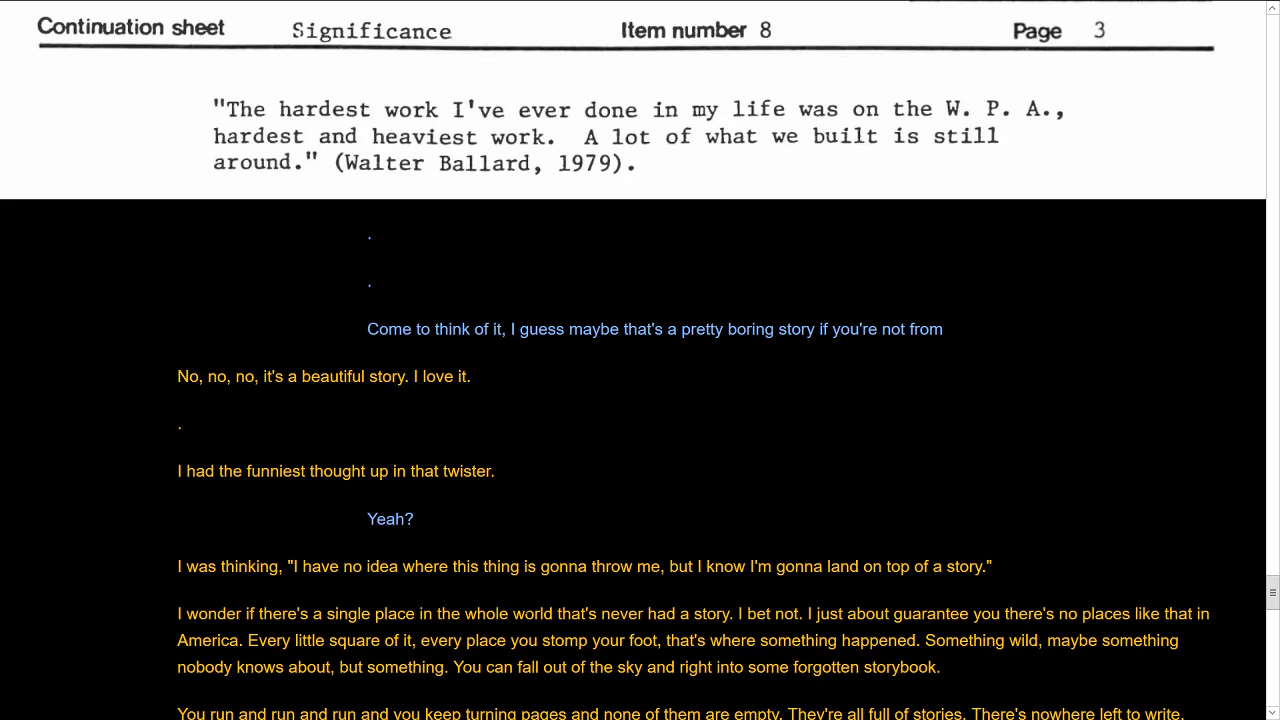 Continuation sheet Significance Item number 8 Page 3
"The hardest work I've ever done in my life was on the W. P. A.,
hardest and heaviest work. A lot of what we built is still
around." (Walter Ballard, 1979).
.
.
Come to think of it, I guess maybe that's a pretty boring story if you're not from
No, no, no, it's a beautiful story. I love it.
.
I had the funniest thought up in that twister.
Yeah?
I was thinking, "I have no idea where this thing is gonna throw me, but I know I'm gonna land on top of a story."
I wonder if there's a single place in the whole world that's never had a story. I bet not. I just about guarantee you there's no places like that in
America. Every little square of it, every place you stomp your foot, that's where something happened. Something wild, maybe something
nobody knows about, but something. You can fall out of the sky and right into some forgotten storybook.
You run and run and run and you keep turning pages and none of them are empty. They're all full of stories. There's nowhere left to write.